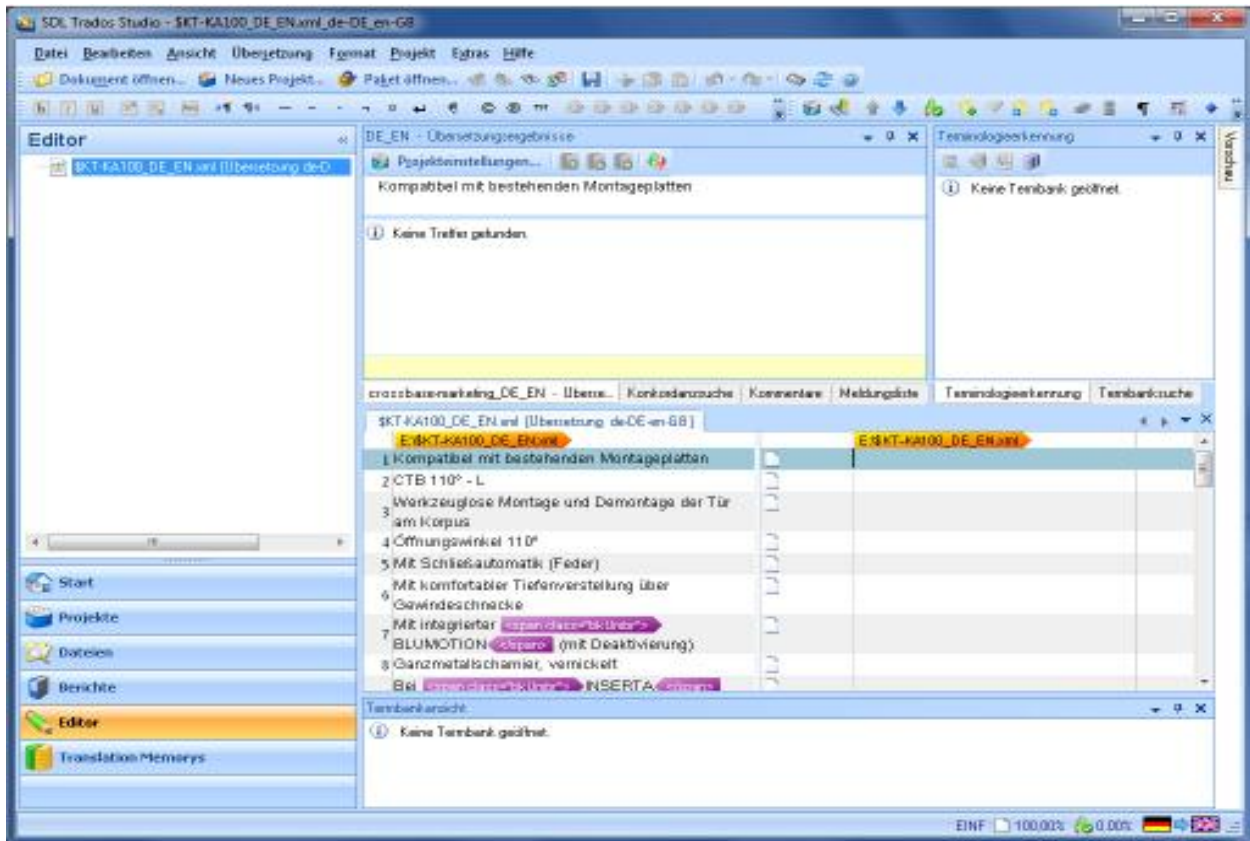 SDL Trados Studio - $KT-KA100_DE_EN.xml_de-DE_en-GB
Datei Bearbeiten Ansicht Übersetzung Format Projekt Extras Hilfe
Dokument öffnen... Neues Projekt... Paket öffnen...
Editor
$KT-KA100_DE_EN.xml [Übersetzung de-D
Start
Projekte
Dateien
Berichte
Editor
Translation Memorys
DE_EN - Übersetzungsergebnisse
Projekteinstellungen...
Kompatibel mit bestehenden Montageplatten
Keine Treffer gefunden.
crossbase-marketing_DE_EN - Überse... Konkordanzsuche Kommentare Meldungsliste
Terminologieerkennung
Keine Termbank geöffnet.
Terminologieerkennung Termbanksuche
Vorschau
$KT-KA100_DE_EN.xml [Übersetzung de-DE-en-GB]
E:\$KT-KA100_DE_EN.xml E:\$KT-KA100_DE_EN.xml
1 Kompatibel mit bestehenden Montageplatten
2 CTB 110° - L
3 Werkzeuglose Montage und Demontage der Tür
am Korpus
4 Öffnungswinkel 110°
5 Mit Schließautomatik (Feder)
6 Mit komfortabler Tiefenverstellung über
Gewindeschnecke
7 Mit integrierter
BLUMOTION </span> (mit Deaktivierung)
8 Ganzmetallscharnier, vernickelt
Bei INSERTA
Termbankansicht
Keine Termbank geöffnet.
EINF 100,00% 0,00%